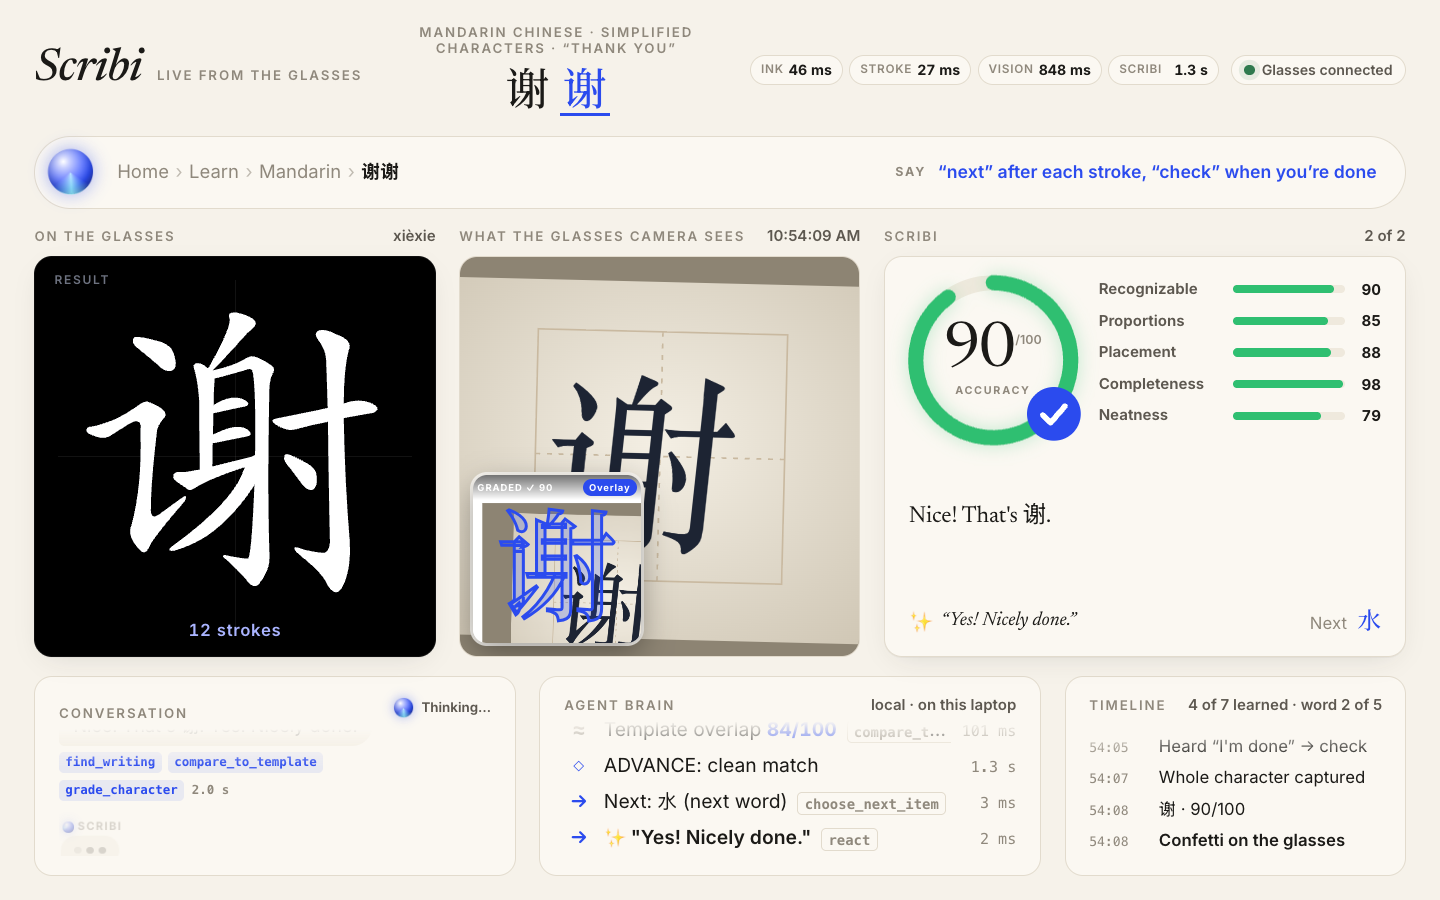 Scribi LIVE FROM THE GLASSES
MANDARIN CHINESE · SIMPLIFIED
CHARACTERS · “THANK YOU”
谢 谢
INK 46 ms
STROKE 27 ms
VISION 848 ms
SCRIBI 1.3 s
Glasses connected
Home › Learn › Mandarin › 谢谢
SAY “next” after each stroke, “check” when you’re done
ON THE GLASSES xièxie
RESULT
谢
12 strokes
WHAT THE GLASSES CAMERA SEES 10:54:09 AM
谢
GRADED ✓ 90 Overlay
谢
谢
SCRIBI 2 of 2
90/100
ACCURACY
Recognizable 90
Proportions 85
Placement 88
Completeness 98
Neatness 79
Nice! That's 谢.
✨ “Yes! Nicely done.”
Next 水
CONVERSATION Thinking...
find_writing compare_to_template
grade_character 2.0 s
SCRIBI
AGENT BRAIN local · on this laptop
≈ Template overlap 84/100 compare_t... 101 ms
◇ ADVANCE: clean match 1.3 s
→ Next: 水 (next word) choose_next_item 3 ms
→ ✨ "Yes! Nicely done." react 2 ms
TIMELINE 4 of 7 learned · word 2 of 5
54:05 Heard “I'm done” → check
54:07 Whole character captured
54:08 谢 · 90/100
54:08 Confetti on the glasses